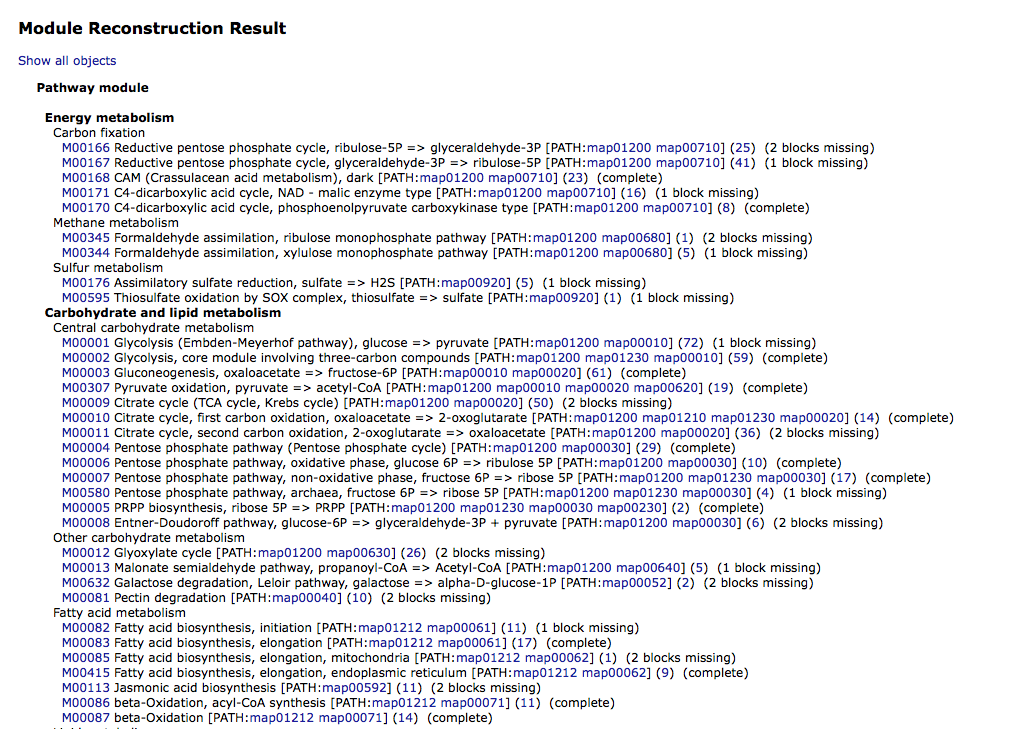 Module Reconstruction Result
Show all objects
Pathway module
Energy metabolism
Carbon fixation
M00166 Reductive pentose phosphate cycle, ribulose-5P => glyceraldehyde-3P [PATH:map01200 map00710] (25)  (2 blocks missing)
M00167 Reductive pentose phosphate cycle, glyceraldehyde-3P => ribulose-5P [PATH:map01200 map00710] (41)  (1 block missing)
M00168 CAM (Crassulacean acid metabolism), dark [PATH:map01200 map00710] (23)  (complete)
M00171 C4-dicarboxylic acid cycle, NAD - malic enzyme type [PATH:map01200 map00710] (16)  (1 block missing)
M00170 C4-dicarboxylic acid cycle, phosphoenolpyruvate carboxykinase type [PATH:map01200 map00710] (8)  (complete)
Methane metabolism
M00345 Formaldehyde assimilation, ribulose monophosphate pathway [PATH:map01200 map00680] (1)  (2 blocks missing)
M00344 Formaldehyde assimilation, xylulose monophosphate pathway [PATH:map01200 map00680] (5)  (1 block missing)
Sulfur metabolism
M00176 Assimilatory sulfate reduction, sulfate => H2S [PATH:map00920] (5)  (1 block missing)
M00595 Thiosulfate oxidation by SOX complex, thiosulfate => sulfate [PATH:map00920] (1)  (1 block missing)
Carbohydrate and lipid metabolism
Central carbohydrate metabolism
M00001 Glycolysis (Embden-Meyerhof pathway), glucose => pyruvate [PATH:map01200 map00010] (72)  (1 block missing)
M00002 Glycolysis, core module involving three-carbon compounds [PATH:map01200 map01230 map00010] (59)  (complete)
M00003 Gluconeogenesis, oxaloacetate => fructose-6P [PATH:map00010 map00020] (61)  (complete)
M00307 Pyruvate oxidation, pyruvate => acetyl-CoA [PATH:map01200 map00010 map00020 map00620] (19)  (complete)
M00009 Citrate cycle (TCA cycle, Krebs cycle) [PATH:map01200 map00020] (50)  (2 blocks missing)
M00010 Citrate cycle, first carbon oxidation, oxaloacetate => 2-oxoglutarate [PATH:map01200 map01210 map01230 map00020] (14)  (complete)
M00011 Citrate cycle, second carbon oxidation, 2-oxoglutarate => oxaloacetate [PATH:map01200 map00020] (36)  (2 blocks missing)
M00004 Pentose phosphate pathway (Pentose phosphate cycle) [PATH:map01200 map00030] (29)  (complete)
M00006 Pentose phosphate pathway, oxidative phase, glucose 6P => ribulose 5P [PATH:map01200 map00030] (10)  (complete)
M00007 Pentose phosphate pathway, non-oxidative phase, fructose 6P => ribose 5P [PATH:map01200 map01230 map00030] (17)  (complete)
M00580 Pentose phosphate pathway, archaea, fructose 6P => ribose 5P [PATH:map01200 map01230 map00030] (4)  (1 block missing)
M00005 PRPP biosynthesis, ribose 5P => PRPP [PATH:map01200 map01230 map00030 map00230] (2)  (complete)
M00008 Entner-Doudoroff pathway, glucose-6P => glyceraldehyde-3P + pyruvate [PATH:map01200 map00030] (6)  (2 blocks missing)
Other carbohydrate metabolism
M00012 Glyoxylate cycle [PATH:map01200 map00630] (26)  (2 blocks missing)
M00013 Malonate semialdehyde pathway, propanoyl-CoA => Acetyl-CoA [PATH:map01200 map00640] (5)  (1 block missing)
M00632 Galactose degradation, Leloir pathway, galactose => alpha-D-glucose-1P [PATH:map00052] (2)  (2 blocks missing)
M00081 Pectin degradation [PATH:map00040] (10)  (2 blocks missing)
Fatty acid metabolism
M00082 Fatty acid biosynthesis, initiation [PATH:map01212 map00061] (11)  (1 block missing)
M00083 Fatty acid biosynthesis, elongation [PATH:map01212 map00061] (17)  (complete)
M00085 Fatty acid biosynthesis, elongation, mitochondria [PATH:map01212 map00062] (1)  (2 blocks missing)
M00415 Fatty acid biosynthesis, elongation, endoplasmic reticulum [PATH:map01212 map00062] (9)  (complete)
M00113 Jasmonic acid biosynthesis [PATH:map00592] (11)  (2 blocks missing)
M00086 beta-Oxidation, acyl-CoA synthesis [PATH:map01212 map00071] (11)  (complete)
M00087 beta-Oxidation [PATH:map01212 map00071] (14)  (complete)